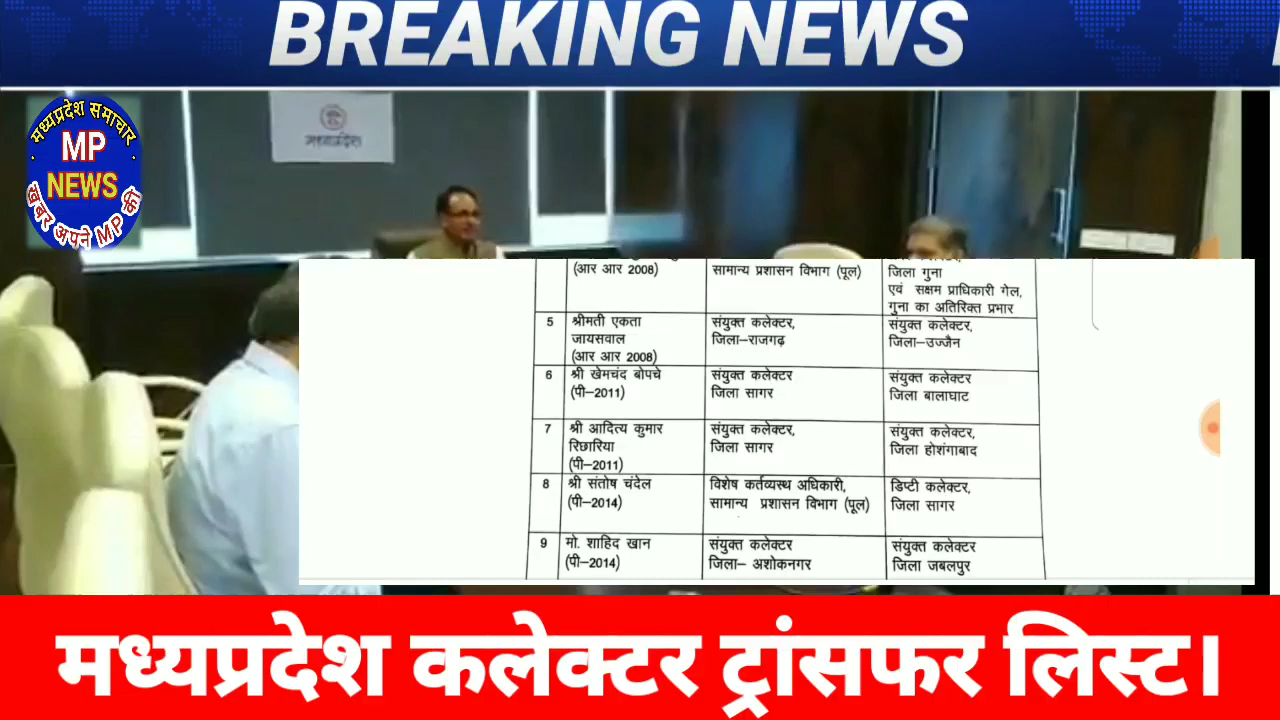 BREAKING NEWS
मध्यप्रदेश समाचार
MP
NEWS
खबर अपने MP की
मध्यप्रदेश
(आर आर 2008)
सामान्य प्रशासन विभाग (पूल)
जिला गुना
एवं सक्षम प्राधिकारी गेल,
गुना का अतिरिक्त प्रभार
5
श्रीमती एकता
जायसवाल
(आर आर 2008)
संयुक्त कलेक्टर,
जिला–राजगढ़
संयुक्त कलेक्टर,
जिला–उज्जैन
6
श्री खेमचंद बोपचे
(पी–2011)
संयुक्त कलेक्टर
जिला सागर
संयुक्त कलेक्टर
जिला बालाघाट
7
श्री आदित्य कुमार
रिछारिया
(पी–2011)
संयुक्त कलेक्टर,
जिला सागर
संयुक्त कलेक्टर,
जिला होशंगाबाद
8
श्री संतोष चंदेल
(पी–2014)
विशेष कर्तव्यस्थ अधिकारी,
सामान्य प्रशासन विभाग (पूल)
डिप्टी कलेक्टर,
जिला सागर
9
मो. शाहिद खान
(पी–2014)
संयुक्त कलेक्टर
जिला– अशोकनगर
संयुक्त कलेक्टर
जिला जबलपुर
मध्यप्रदेश कलेक्टर ट्रांसफर लिस्ट।